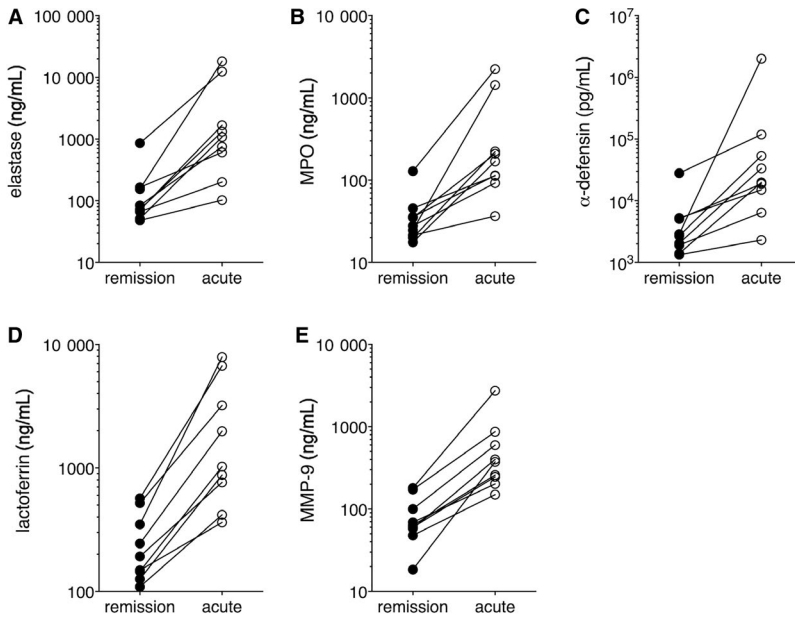 A
elastase (ng/mL)
100 000
10 000
1000
100
10
remission acute
B
MPO (ng/mL)
10 000
1000
100
10
remission acute
C
α-defensin (pg/mL)
10⁷
10⁶
10⁵
10⁴
10³
remission acute
D
lactoferrin (ng/mL)
10 000
1000
100
remission acute
E
MMP-9 (ng/mL)
10 000
1000
100
10
remission acute